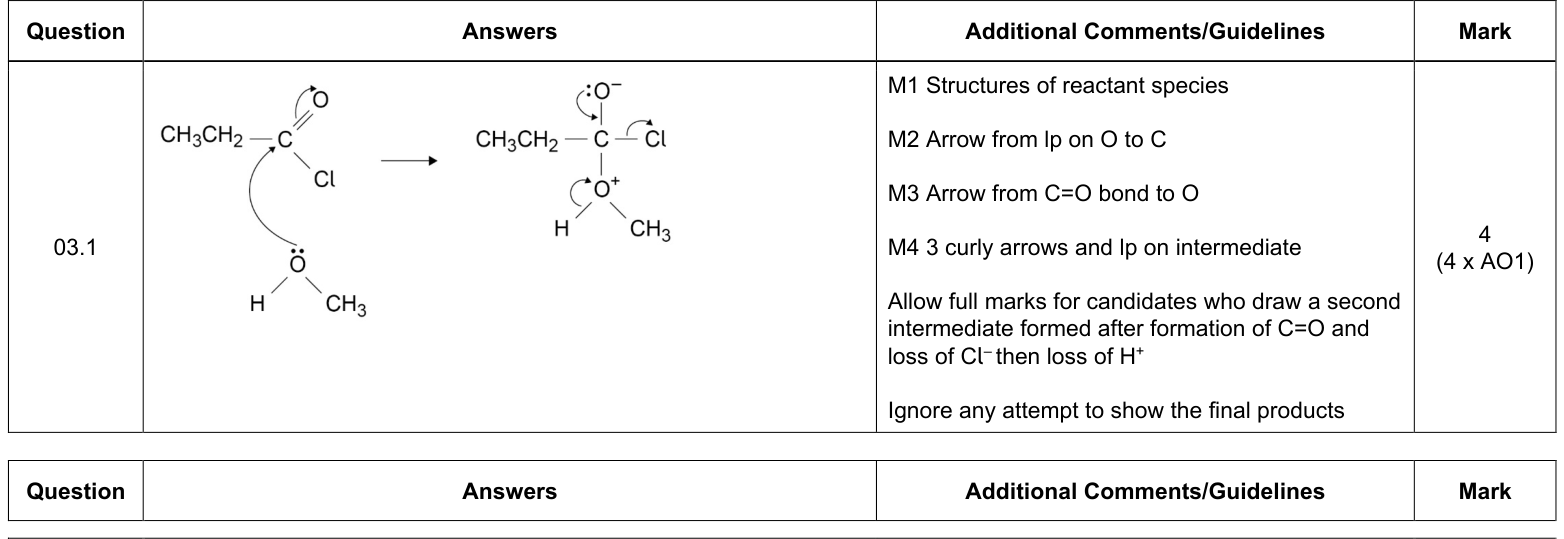 Question Answers Additional Comments/Guidelines Mark
03.1
O
CH₃CH₂ — C
Cl
Ö
H CH₃
:O⁻
CH₃CH₂ — C — Cl
O⁺
H CH₃
M1 Structures of reactant species
M2 Arrow from lp on O to C
M3 Arrow from C=O bond to O
M4 3 curly arrows and lp on intermediate
Allow full marks for candidates who draw a second
intermediate formed after formation of C=O and
loss of Cl⁻ then loss of H⁺
Ignore any attempt to show the final products
4
(4 x AO1)
Question Answers Additional Comments/Guidelines Mark